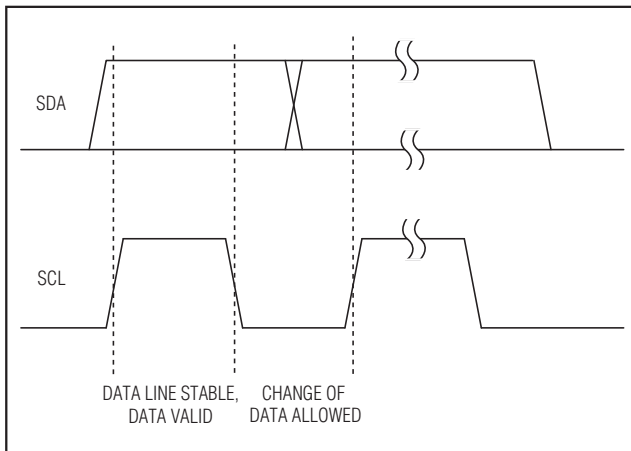 SDA
SCL
DATA LINE STABLE,
DATA VALID
CHANGE OF
DATA ALLOWED